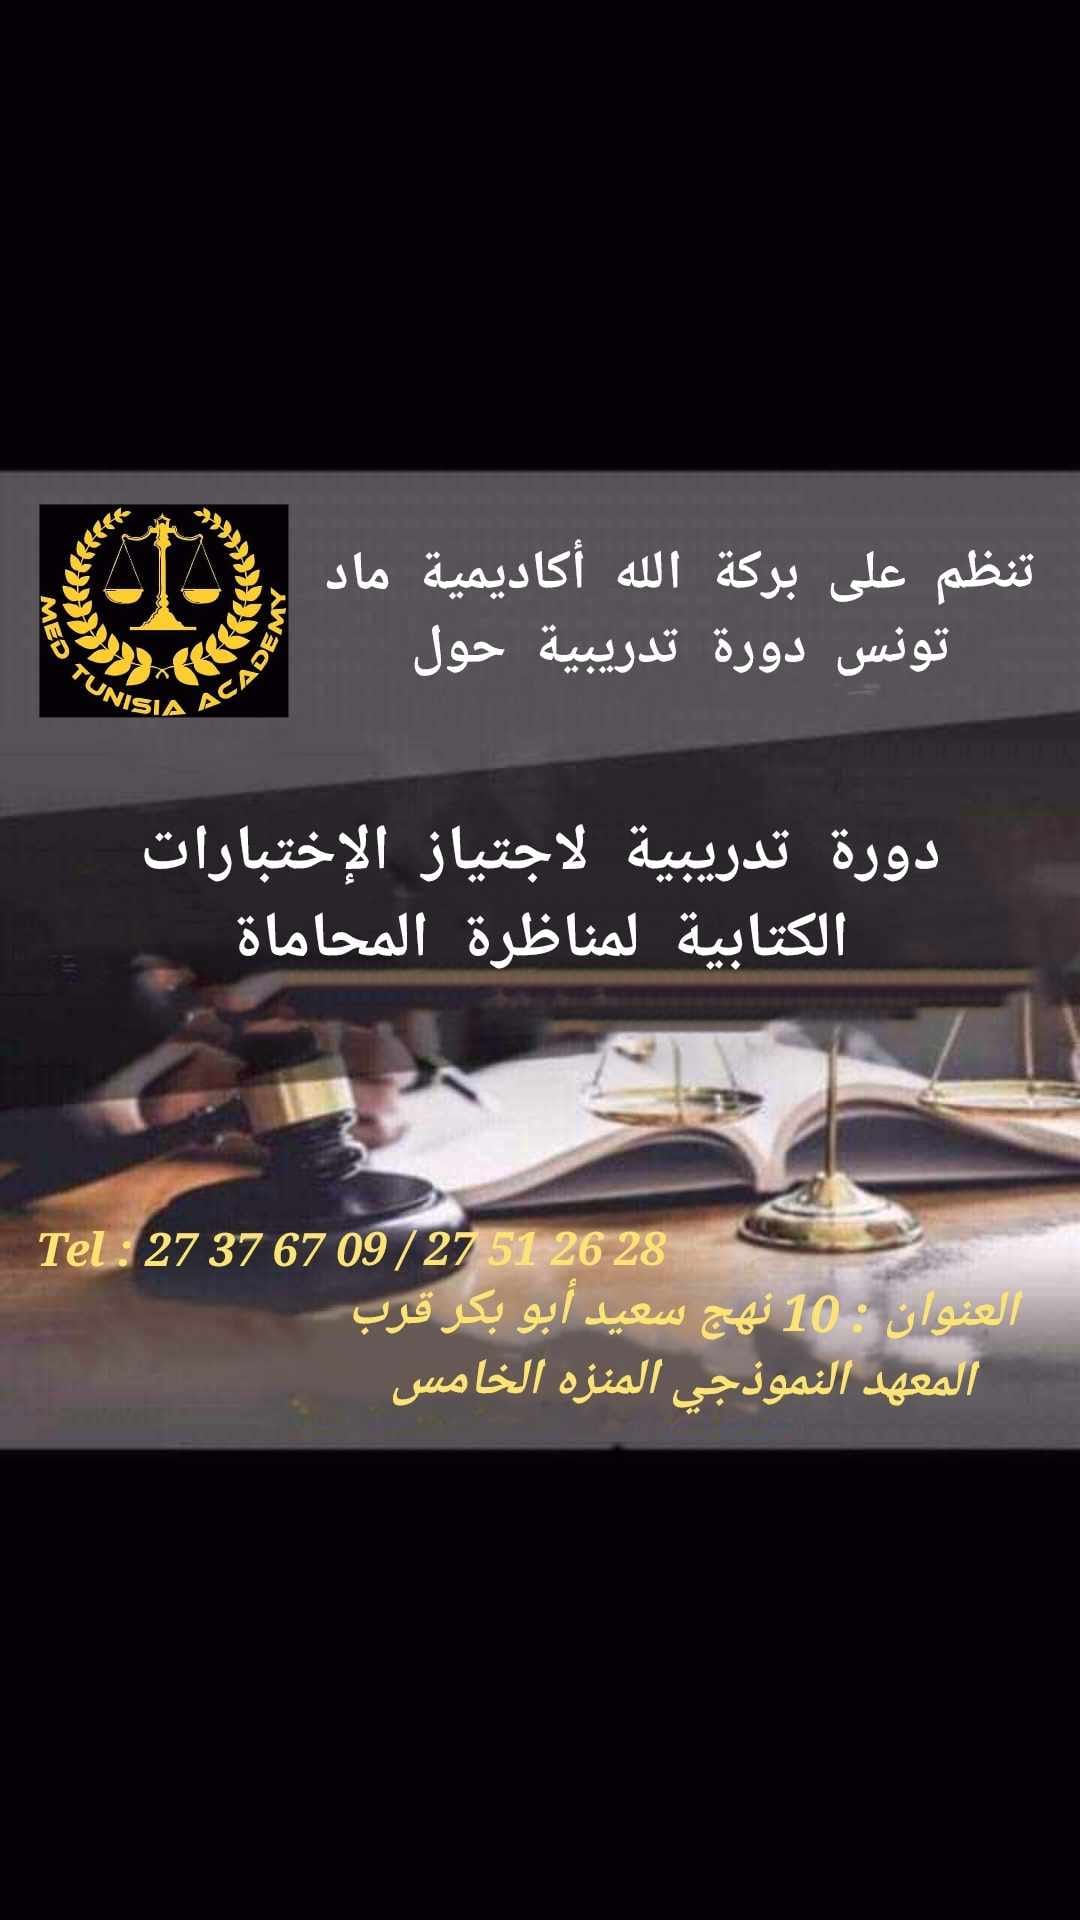 MED TUNISIA ACADEMY
تنظم على بركة الله أكاديمية ماد
تونس دورة تدريبية حول
دورة تدريبية لاجتياز الإختبارات
الكتابية لمناظرة المحاماة
Tel : 27 37 67 09 / 27 51 26 28
العنوان : 10 نهج سعيد أبو بكر قرب
المعهد النموذجي المنزه الخامس